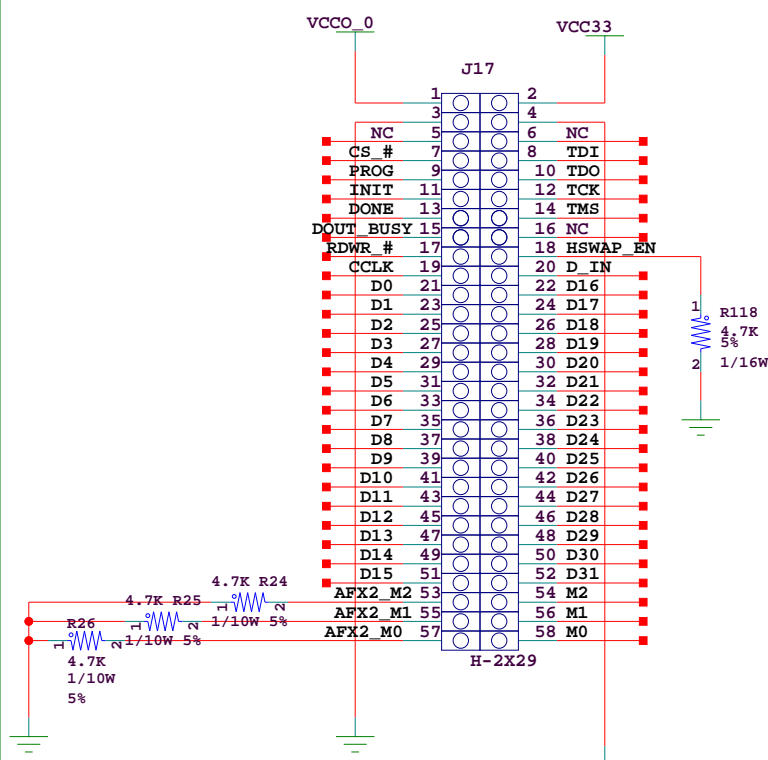 VCCO_0 VCC33
J17
1 2
3 4
NC 5 6 NC
CS_# 7 8 TDI
PROG 9 10 TDO
INIT 11 12 TCK
DONE 13 14 TMS
DOUT_BUSY 15 16 NC
RDWR_# 17 18 HSWAP_EN
CCLK 19 20 D_IN
D0 21 22 D16
D1 23 24 D17
D2 25 26 D18
D3 27 28 D19
D4 29 30 D20
D5 31 32 D21
D6 33 34 D22
D7 35 36 D23
D8 37 38 D24
D9 39 40 D25
D10 41 42 D26
D11 43 44 D27
D12 45 46 D28
D13 47 48 D29
D14 49 50 D30
D15 51 52 D31
AFX2_M2 53 54 M2
AFX2_M1 55 56 M1
AFX2_M0 57 58 M0
H-2X29
1
R118
4.7K
5%
1/16W
2
4.7K R24
1 2
1/10W 5%
4.7K R25
1 2
1/10W 5%
R26
1 2
4.7K
1/10W
5%